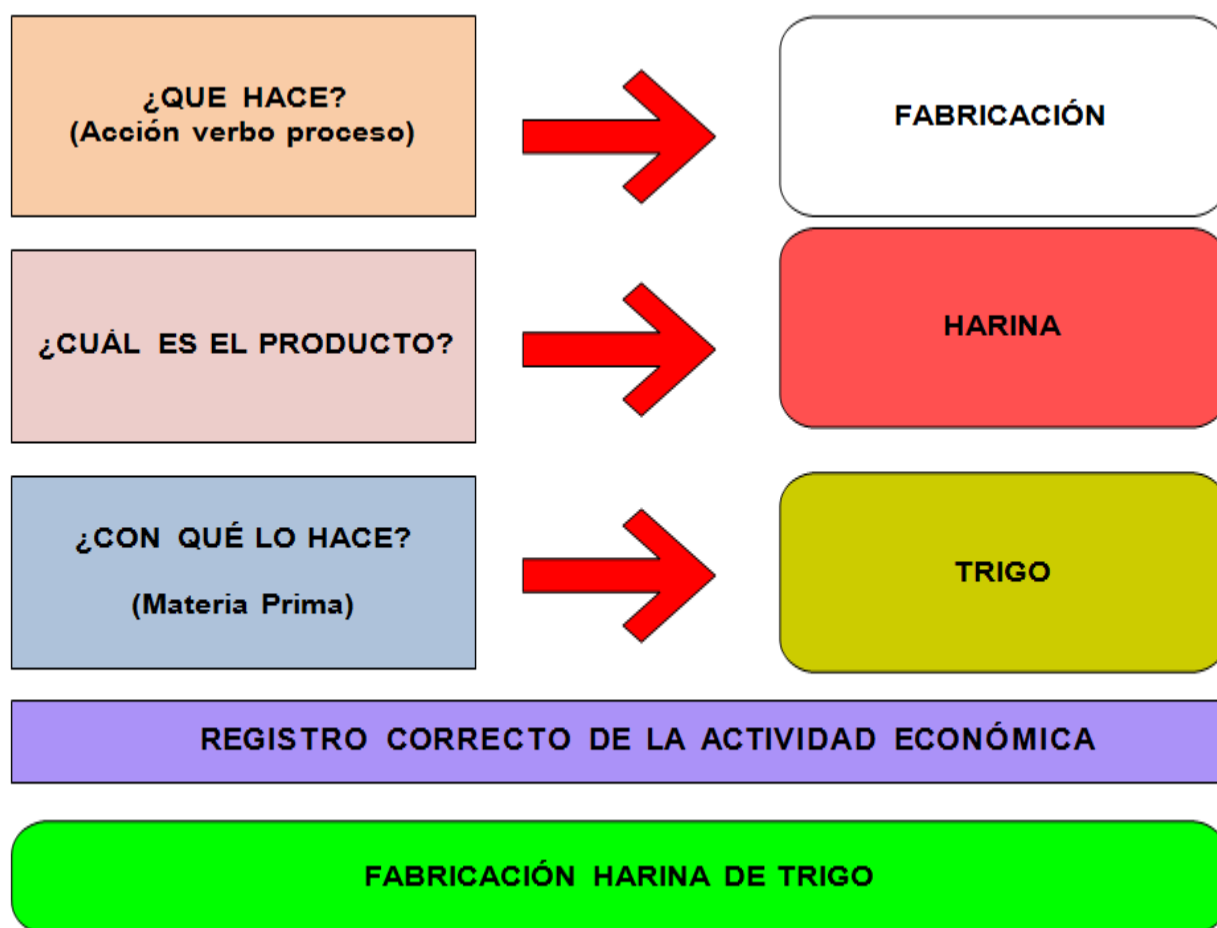 ¿QUE HACE?
(Acción verbo proceso)
FABRICACIÓN
¿CUÁL ES EL PRODUCTO?
HARINA
¿CON QUÉ LO HACE?
(Materia Prima)
TRIGO
REGISTRO CORRECTO DE LA ACTIVIDAD ECONÓMICA
FABRICACIÓN HARINA DE TRIGO